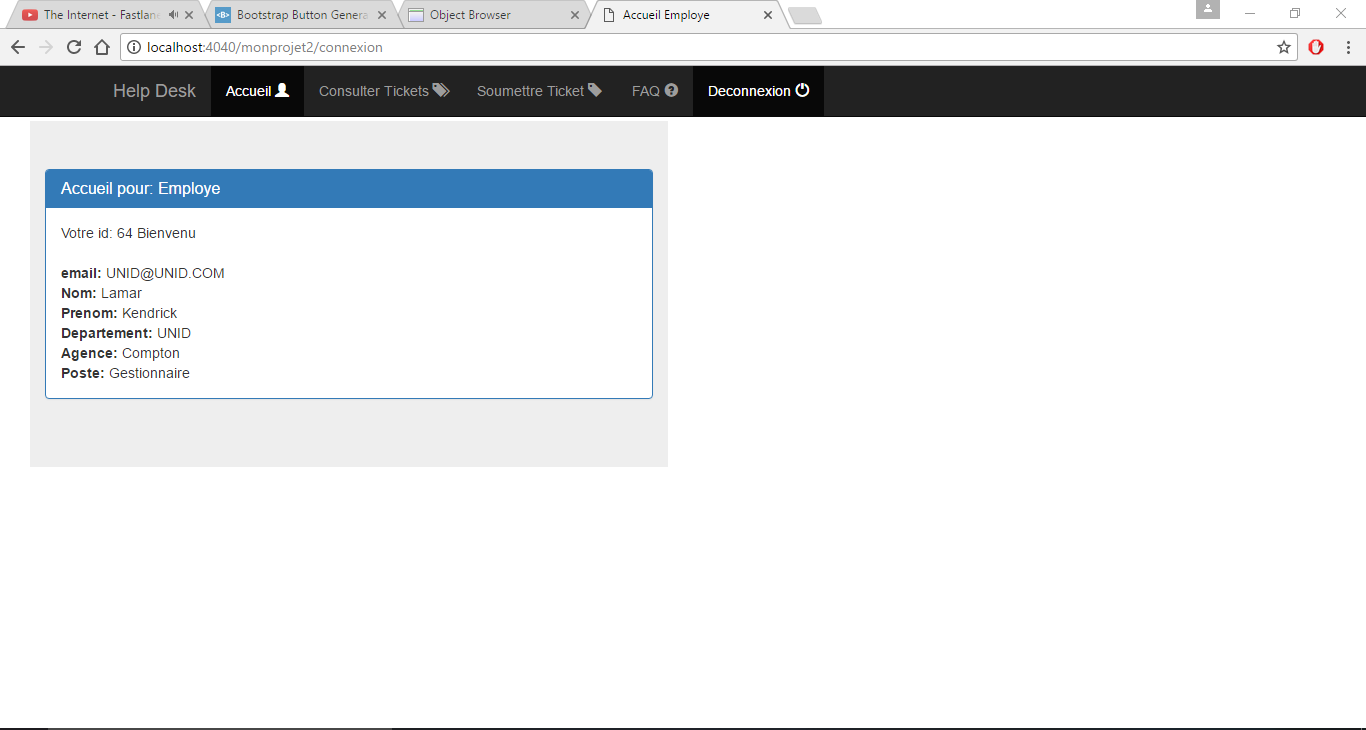 The Internet - Fastlane
Bootstrap Button Genera
Object Browser
Accueil Employe
localhost:4040/monprojet2/connexion
Help Desk Accueil Consulter Tickets Soumettre Ticket FAQ Deconnexion
Accueil pour: Employe
Votre id: 64 Bienvenu
email: UNID@UNID.COM
Nom: Lamar
Prenom: Kendrick
Departement: UNID
Agence: Compton
Poste: Gestionnaire